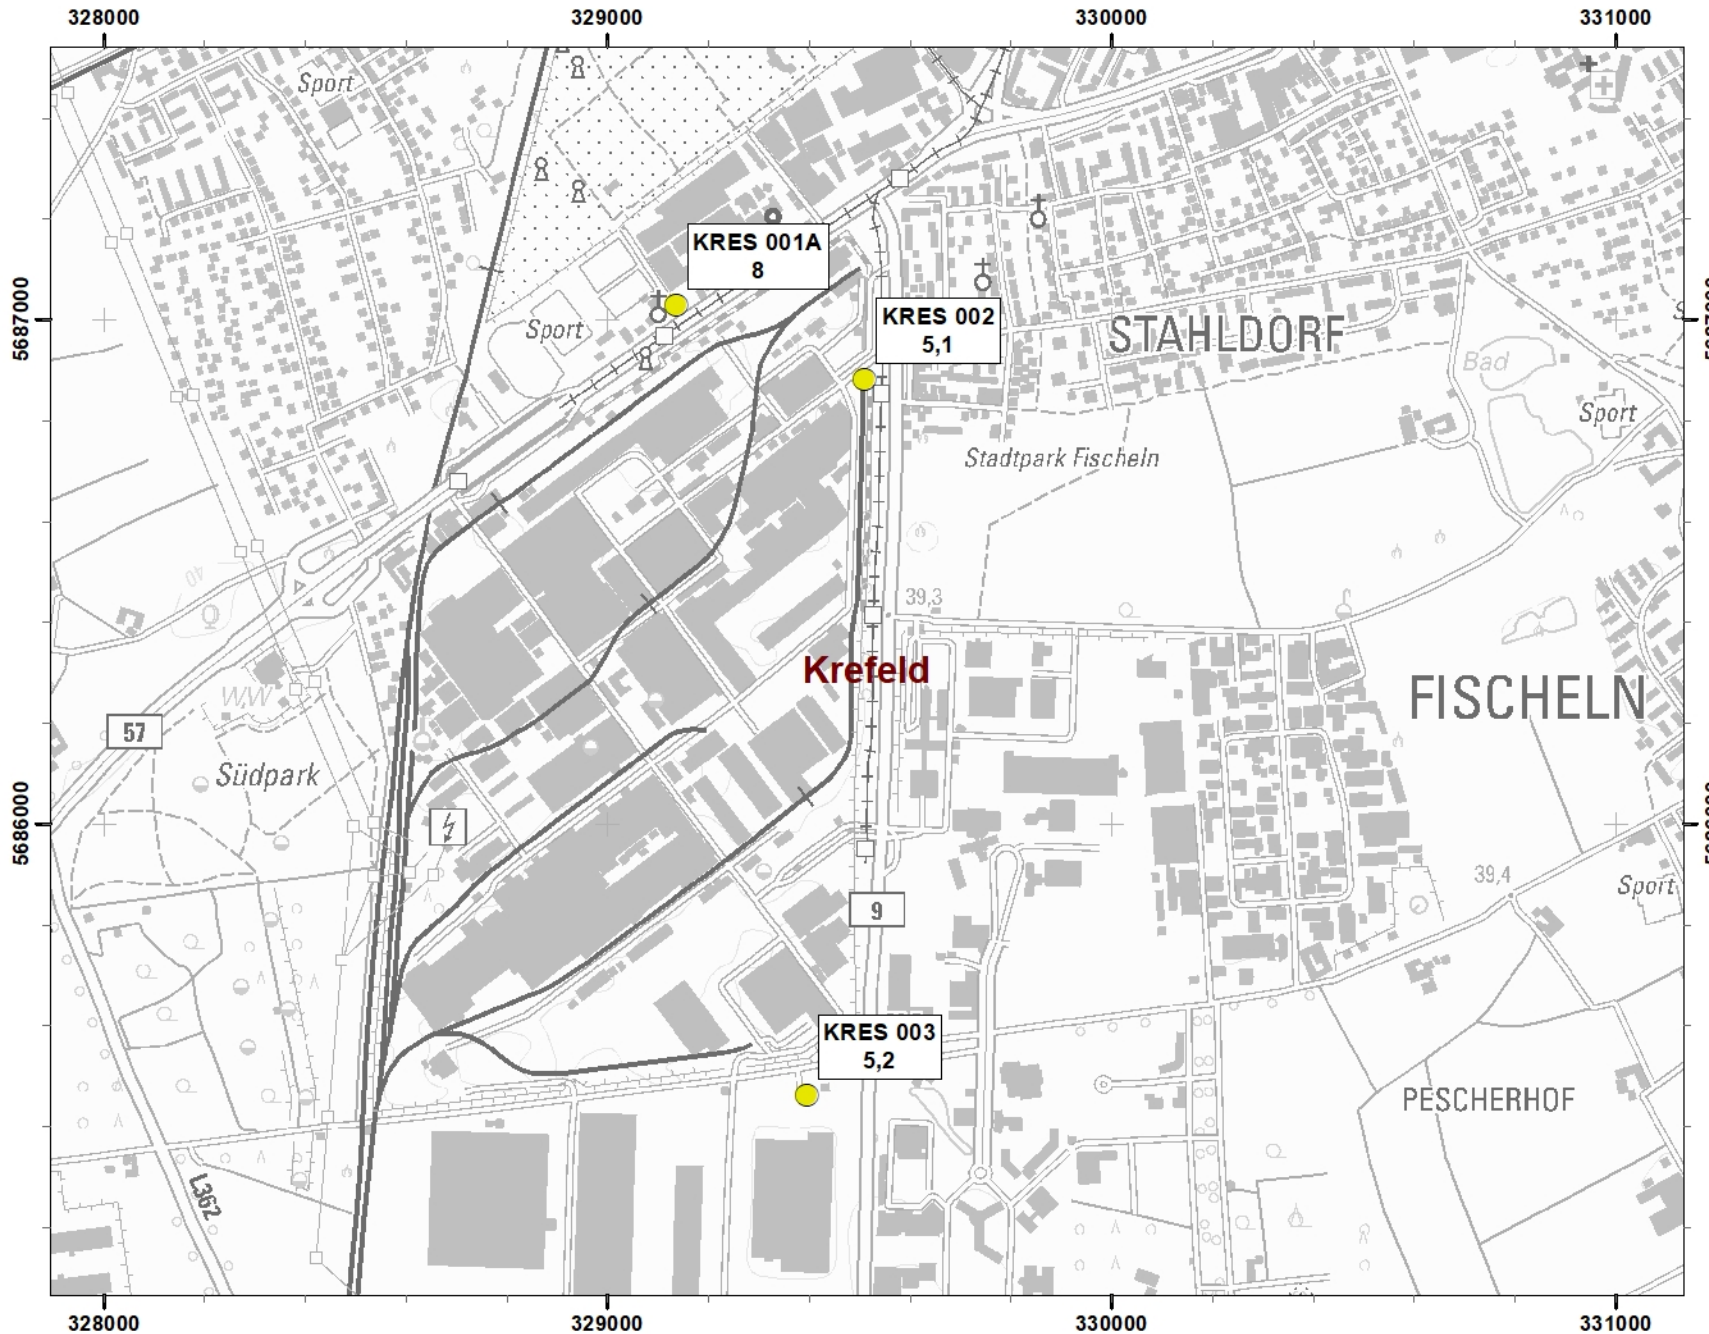 328000
329000
330000
331000
Sport
KRES 001A
8
5687000
Sport
KRES 002
5,1
STAHLDORF
Bad
Sport
Stadtpark Fischeln
40
39,3
Krefeld
WW
FISCHELN
57
Südpark
5686000
39,4
Sport
9
KRES 003
5,2
PESCHERHOF
L362
328000
329000
330000
331000